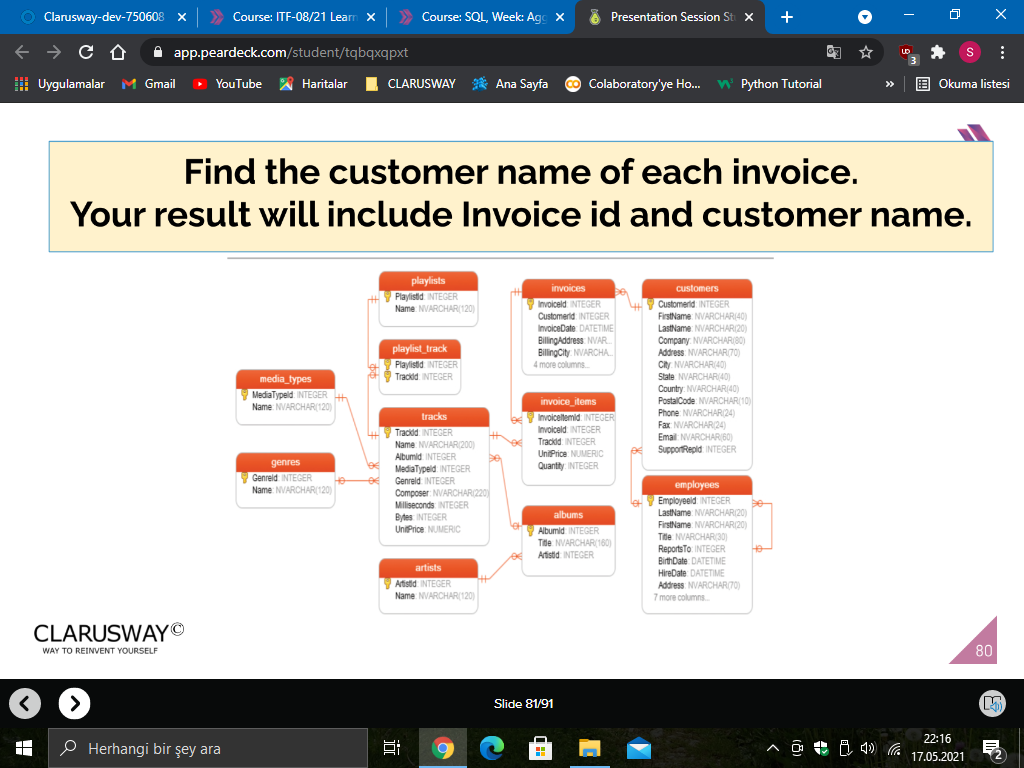 Clarusway-dev-750608
Course: ITF-08/21 Learn
Course: SQL, Week: Agg
Presentation Session St
app.peardeck.com/student/tqbqxqpxt
3
S
Uygulamalar
Gmail
YouTube
Haritalar
CLARUSWAY
Ana Sayfa
Colaboratory'ye Ho...
Python Tutorial
»
Okuma listesi
Find the customer name of each invoice.
Your result will include Invoice id and customer name.
playlists
PlaylistId: INTEGER
Name: NVARCHAR(120)
playlist_track
PlaylistId: INTEGER
TrackId: INTEGER
media_types
MediaTypeId: INTEGER
Name: NVARCHAR(120)
genres
GenreId: INTEGER
Name: NVARCHAR(120)
tracks
TrackId: INTEGER
Name: NVARCHAR(200)
AlbumId: INTEGER
MediaTypeId: INTEGER
GenreId: INTEGER
Composer: NVARCHAR(220)
Milliseconds: INTEGER
Bytes: INTEGER
UnitPrice: NUMERIC
artists
ArtistId: INTEGER
Name: NVARCHAR(120)
invoices
InvoiceId: INTEGER
CustomerId: INTEGER
InvoiceDate: DATETIME
BillingAddress: NVAR...
BillingCity: NVARCHA...
4 more columns...
invoice_items
InvoiceItemId: INTEGER
InvoiceId: INTEGER
TrackId: INTEGER
UnitPrice: NUMERIC
Quantity: INTEGER
albums
AlbumId: INTEGER
Title: NVARCHAR(160)
ArtistId: INTEGER
customers
CustomerId: INTEGER
FirstName: NVARCHAR(40)
LastName: NVARCHAR(20)
Company: NVARCHAR(80)
Address: NVARCHAR(70)
City: NVARCHAR(40)
State: NVARCHAR(40)
Country: NVARCHAR(40)
PostalCode: NVARCHAR(10)
Phone: NVARCHAR(24)
Fax: NVARCHAR(24)
Email: NVARCHAR(60)
SupportRepId: INTEGER
employees
EmployeeId: INTEGER
LastName: NVARCHAR(20)
FirstName: NVARCHAR(20)
Title: NVARCHAR(30)
ReportsTo: INTEGER
BirthDate: DATETIME
HireDate: DATETIME
Address: NVARCHAR(70)
7 more columns...
CLARUSWAY©
WAY TO REINVENT YOURSELF
80
Slide 81/91
Herhangi bir şey ara
22:16
17.05.2021
2